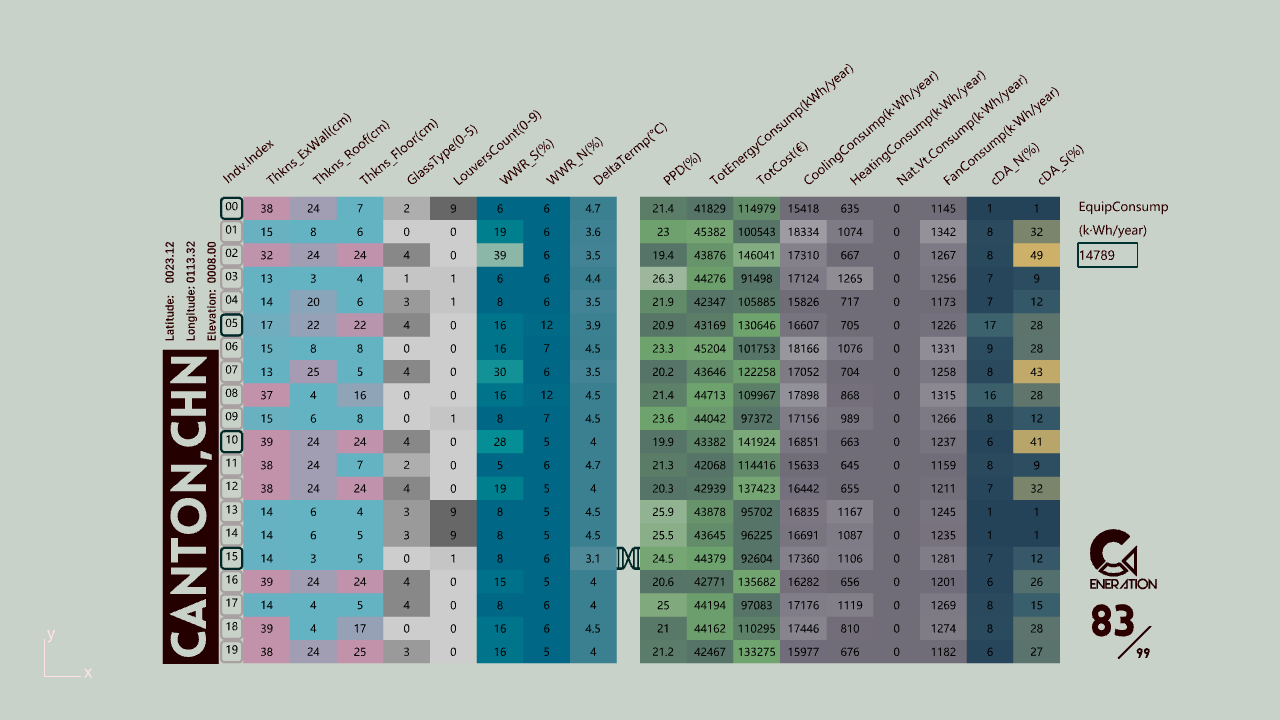 Indv.Index Thkns_ExWall(cm) Thkns_Roof(cm) Thkns_Floor(cm) GlassType(0-5) LouversCount(0-9) WWR_S(%) WWR_N(%) DeltaTermp(°C) PPD(%) TotEnergyConsump(kWh/year) TotCost(€) CoolingConsump(k·Wh/year) HeatingConsump(k·Wh/year) Nat.Vt.Consump(k·Wh/year) FanConsump(k·Wh/year) cDA_N(%) cDA_S(%)
00 38 24 7 2 9 6 6 4.7 21.4 41829 114979 15418 635 0 1145 1 1
01 15 8 6 0 0 19 6 3.6 23 45382 100543 18334 1074 0 1342 8 32
02 32 24 24 4 0 39 6 3.5 19.4 43876 146041 17310 667 0 1267 8 49
03 13 3 4 1 1 6 6 4.4 26.3 44276 91498 17124 1265 0 1256 7 9
04 14 20 6 3 1 8 6 3.5 21.9 42347 105885 15826 717 0 1173 7 12
05 17 22 22 4 0 16 12 3.9 20.9 43169 130646 16607 705 0 1226 17 28
06 15 8 8 0 0 16 7 4.5 23.3 45204 101753 18166 1076 0 1331 9 28
07 13 25 5 4 0 30 6 3.5 20.2 43646 122258 17052 704 0 1258 8 43
08 37 4 16 0 0 16 12 4.5 21.4 44713 109967 17898 868 0 1315 16 28
09 15 6 8 0 1 8 7 4.5 23.6 44042 97372 17156 989 0 1266 8 12
10 39 24 24 4 0 28 5 4 19.9 43382 141924 16851 663 0 1237 6 41
11 38 24 7 2 0 5 6 4.7 21.3 42068 114416 15633 645 0 1159 8 9
12 38 24 24 4 0 19 5 4 20.3 42939 137423 16442 655 0 1211 7 32
13 14 6 4 3 9 8 5 4.5 25.9 43878 95702 16835 1167 0 1245 1 1
14 14 6 5 3 9 8 5 4.5 25.5 43645 96225 16691 1087 0 1235 1 1
15 14 3 5 0 1 8 6 3.1 24.5 44379 92604 17360 1106 0 1281 7 12
16 39 24 24 4 0 15 5 4 20.6 42771 135682 16282 656 0 1201 6 26
17 14 4 5 4 0 8 6 4 25 44194 97083 17176 1119 0 1269 8 15
18 39 4 17 0 0 16 6 4.5 21 44162 110295 17446 810 0 1274 8 28
19 38 24 25 3 0 16 5 4 21.2 42467 133275 15977 676 0 1182 6 27
EquipConsump
(k·Wh/year)
14789
Latitude: 0023.12
Longitude: 0113.32
Elevation: 0008.00
CANTON,CHN
ENERATION
83/99
y
x